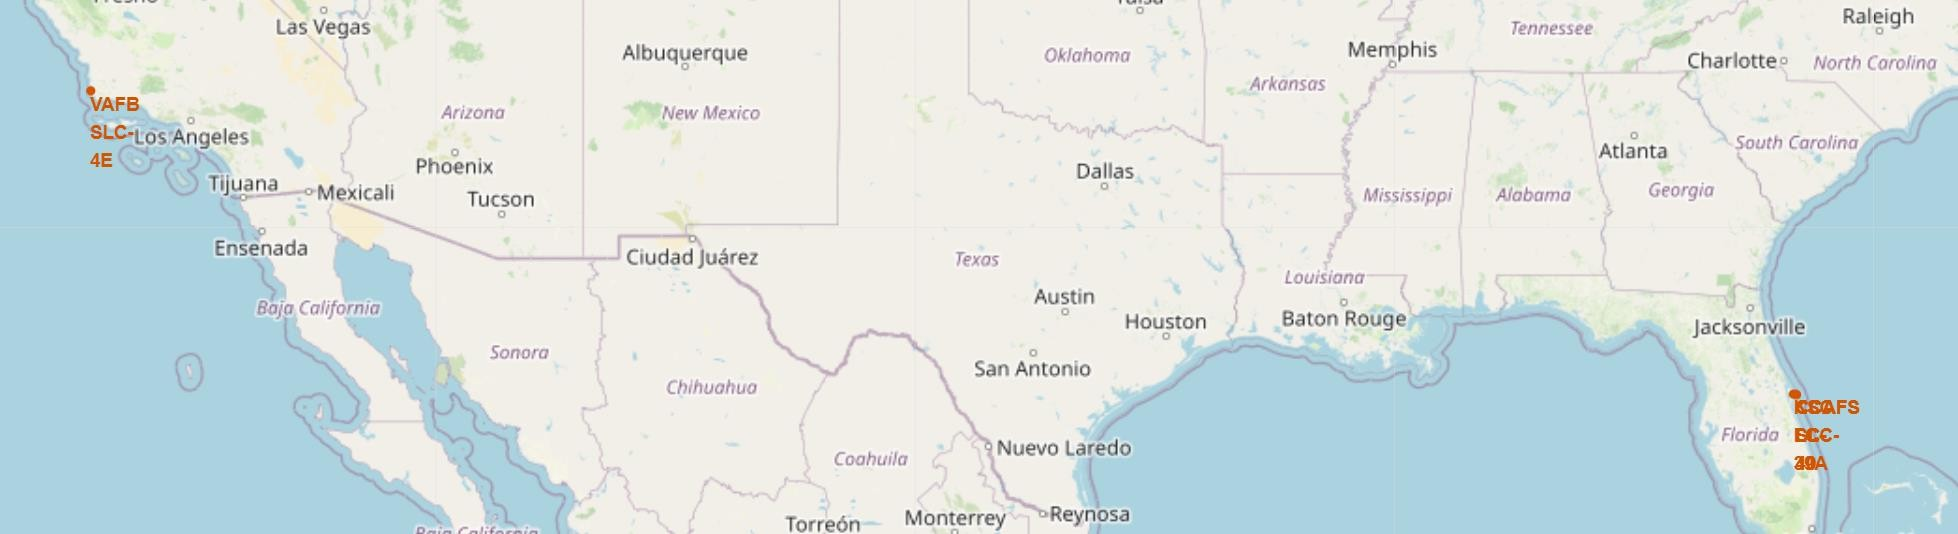 Las Vegas
Raleigh
Tennessee
Memphis
Albuquerque
Oklahoma
Charlotte
North Carolina
Arkansas
VAFB
SLC-
4E
Arizona
New Mexico
Los Angeles
South Carolina
Atlanta
Phoenix
Dallas
Tijuana
Mexicali
Tucson
Mississippi
Alabama
Georgia
Ensenada
Ciudad Juárez
Texas
Louisiana
Baja California
Austin
Houston
Baton Rouge
Jacksonville
Sonora
San Antonio
Chihuahua
Florida
Nuevo Laredo
Coahuila
Torreón
Monterrey
Reynosa
Baja California